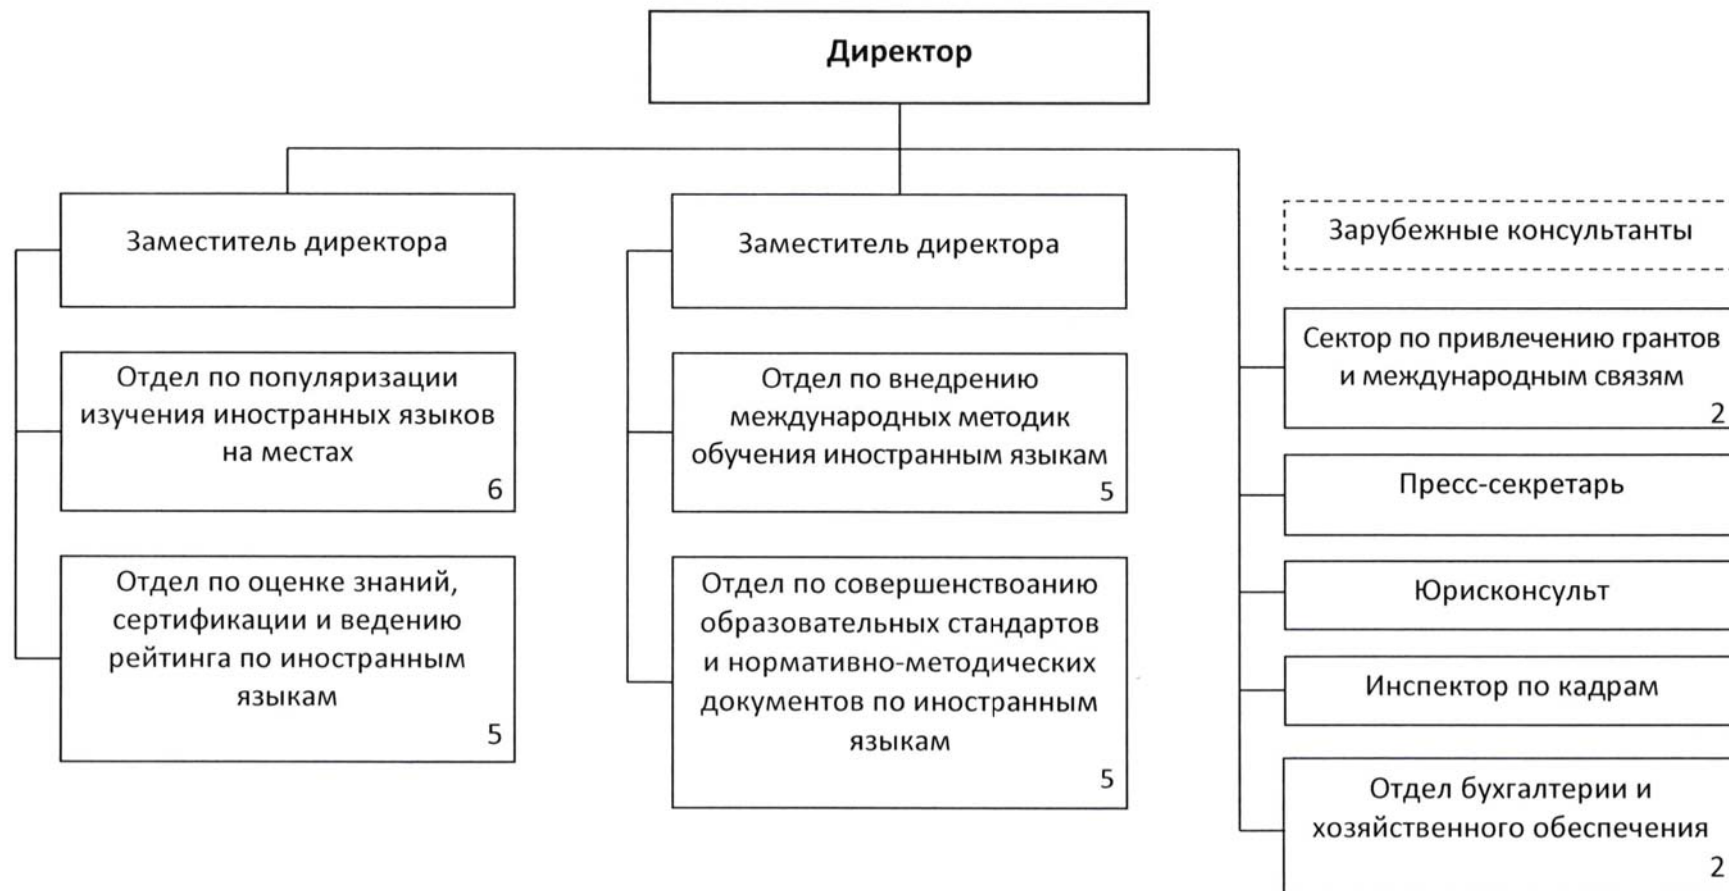 Директор
Заместитель директора
Отдел по популяризации
изучения иностранных языков
на местах
6
Отдел по оценке знаний,
сертификации и ведению
рейтинга по иностранным
языкам
5
Заместитель директора
Отдел по внедрению
международных методик
обучения иностранным языкам
5
Отдел по совершенствоанию
образовательных стандартов
и нормативно-методических
документов по иностранным
языкам
5
Зарубежные консультанты
Сектор по привлечению грантов
и международным связям
2
Пресс-секретарь
Юрисконсульт
Инспектор по кадрам
Отдел бухгалтерии и
хозяйственного обеспечения
2